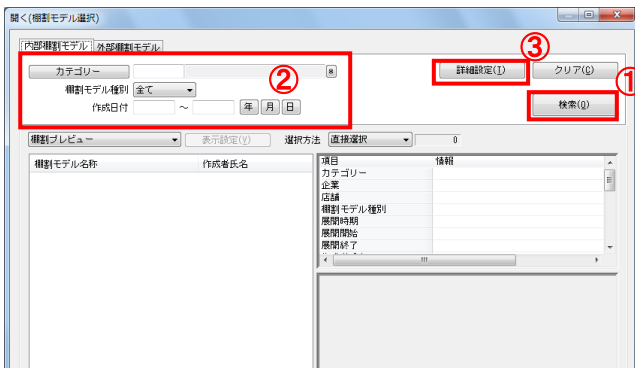 開く(棚割モデル選択)
内部棚割モデル 外部棚割モデル
③
カテゴリー ② 詳細設定(I) クリア(C) ①
棚割モデル種別 全て
作成日付 ～ 年 月 日 検索(Q)
棚割プレビュー 表示設定(V) 選択方法 直接選択 0
棚割モデル名称 作成者氏名 項目 情報
カテゴリー
企業
店舗
棚割モデル種別
展開時期
展開開始
展開終了